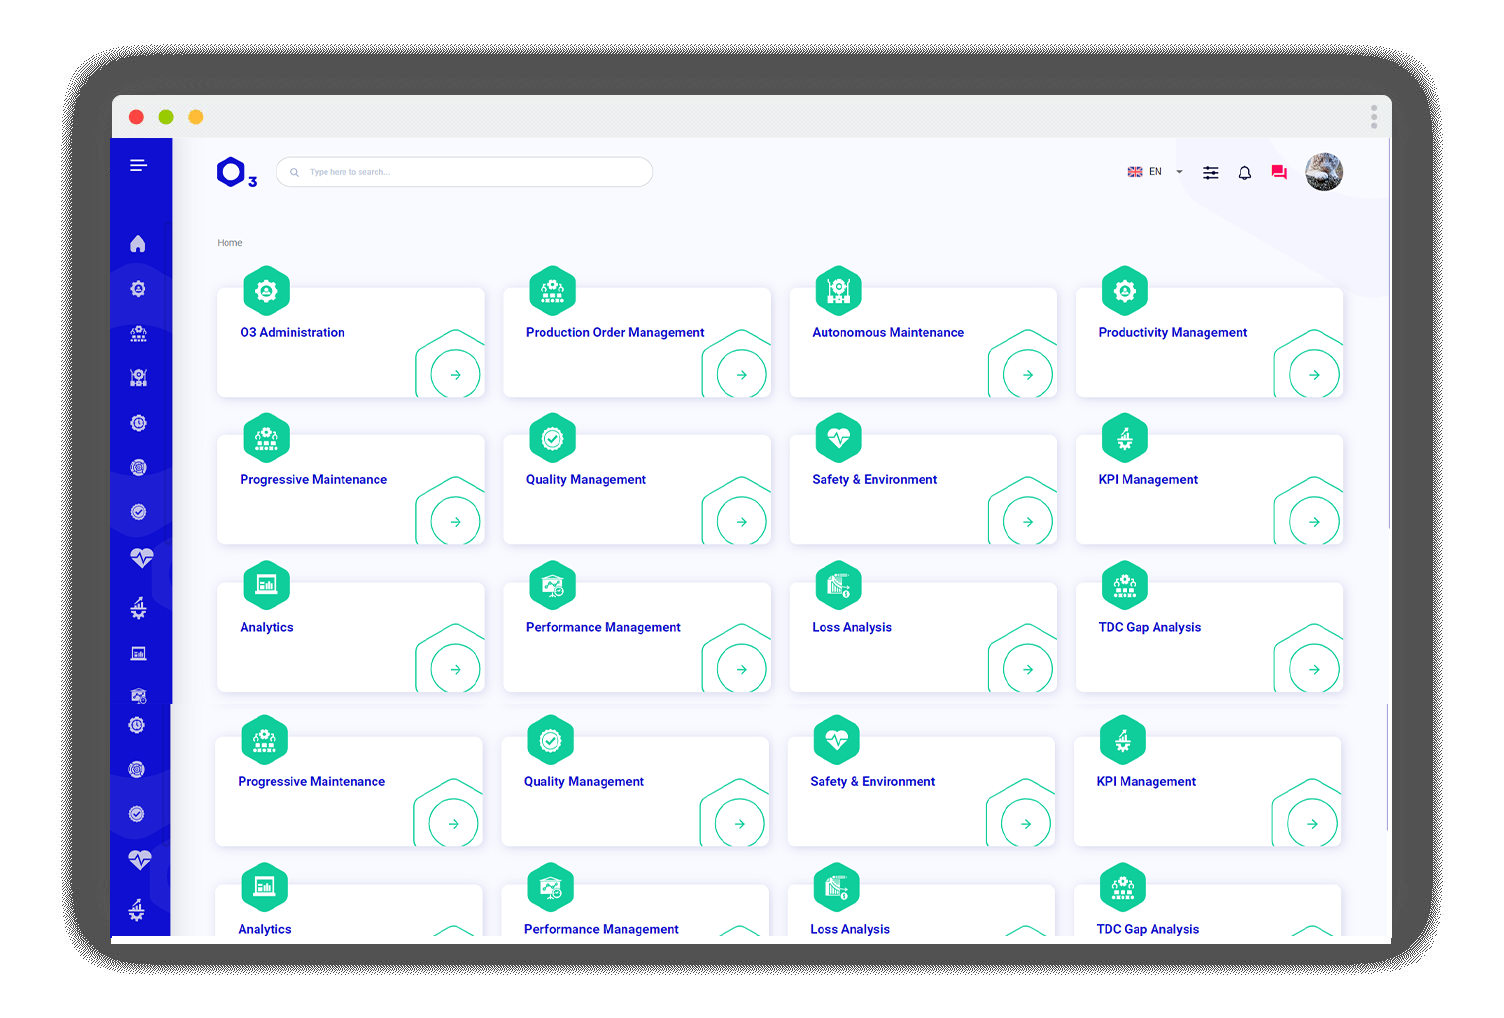 O3
Type here to search...
EN
Home
O3 Administration
Production Order Management
Autonomous Maintenance
Productivity Management
Progressive Maintenance
Quality Management
Safety & Environment
KPI Management
Analytics
Performance Management
Loss Analysis
TDC Gap Analysis
Progressive Maintenance
Quality Management
Safety & Environment
KPI Management
Analytics
Performance Management
Loss Analysis
TDC Gap Analysis